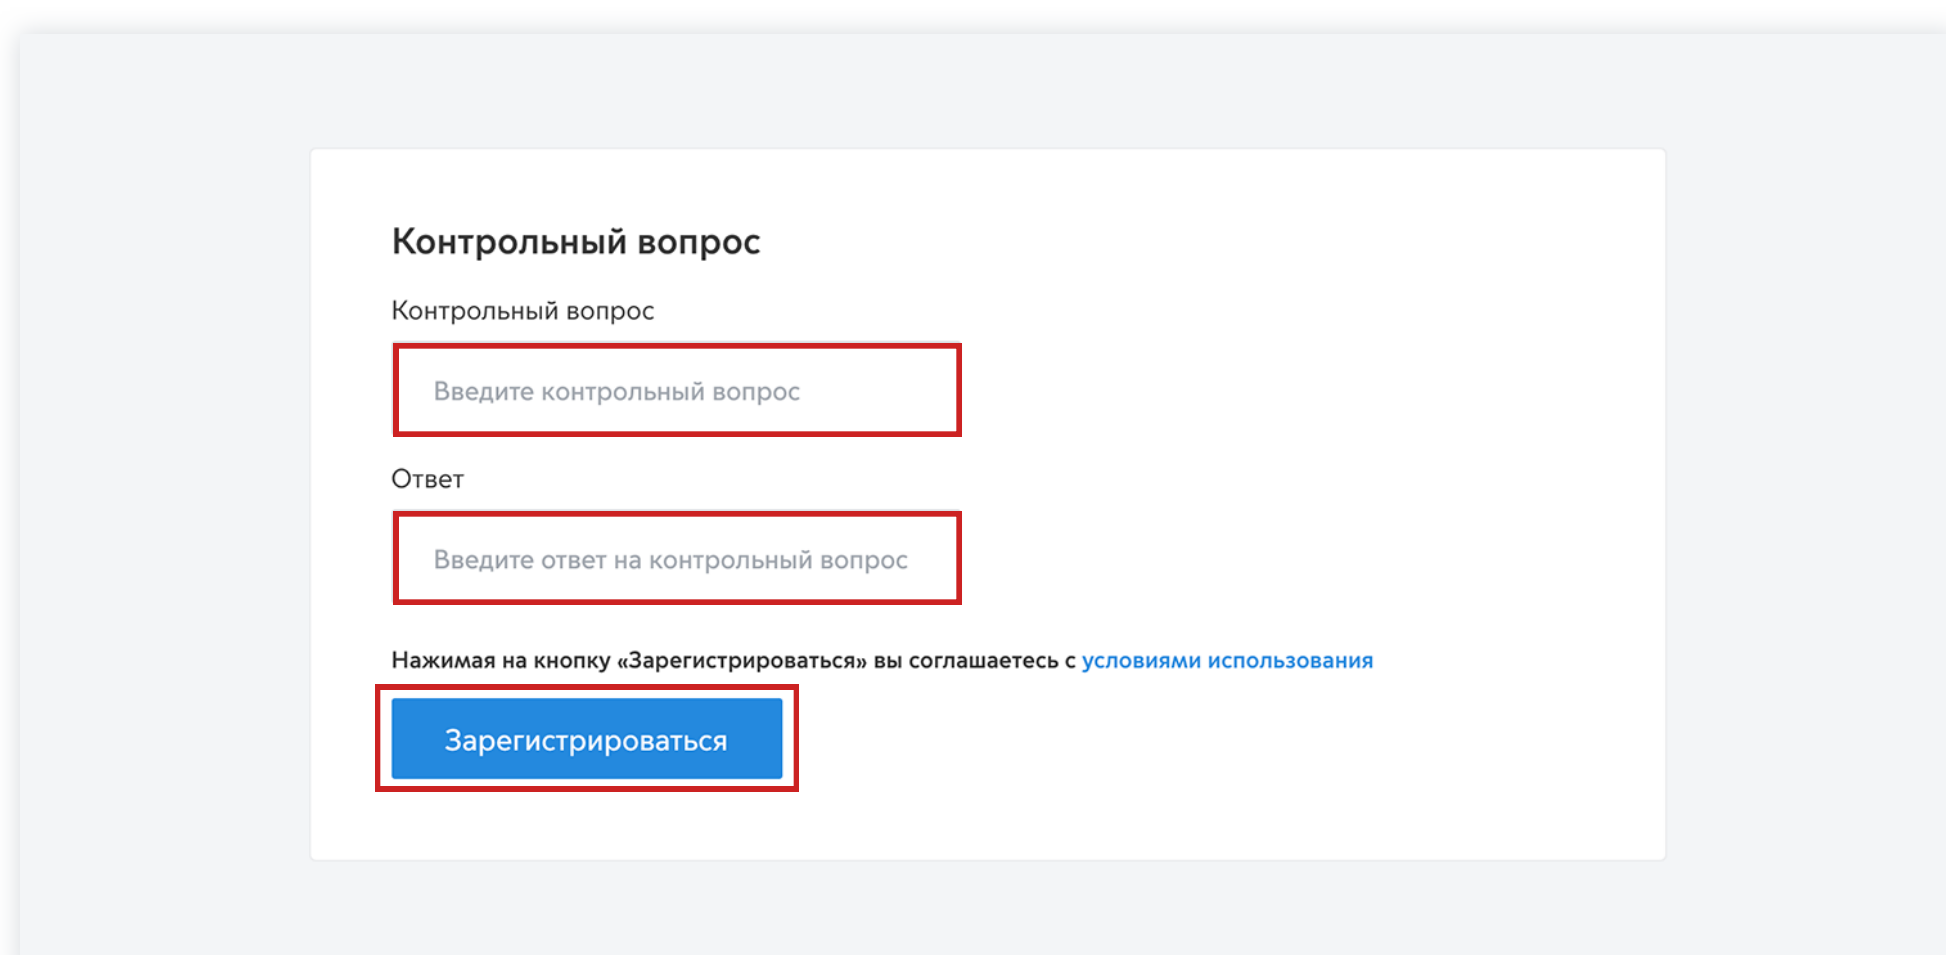 Контрольный вопрос
Контрольный вопрос
Введите контрольный вопрос
Ответ
Введите ответ на контрольный вопрос
Нажимая на кнопку «Зарегистрироваться» вы соглашаетесь с условиями использования
Зарегистрироваться